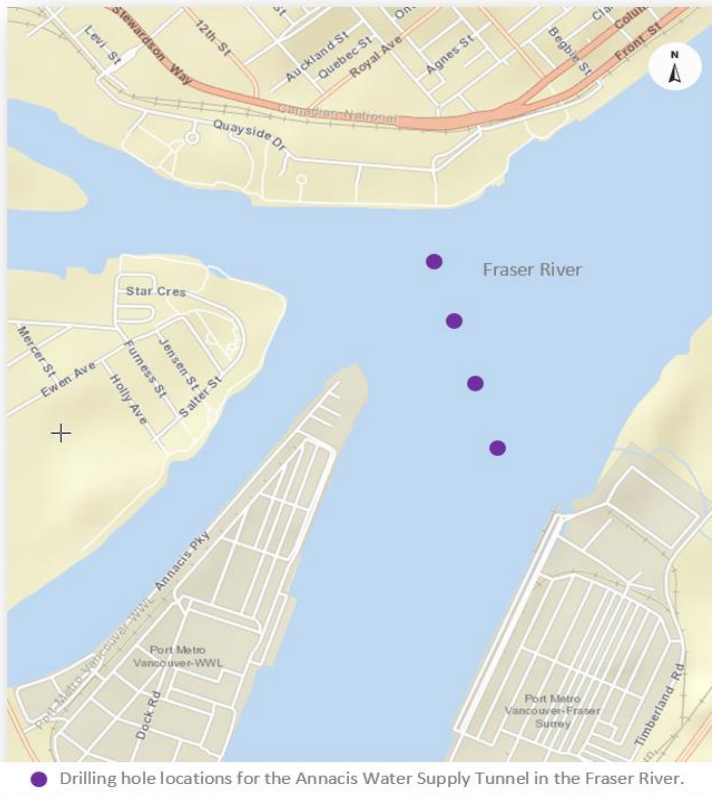 Stewardson Way
12th St
Levi St
St
Auckland St
Quebec St
Royal Ave
Agnes St
Begbie St
Front St
N
Canadian National
Quayside Dr
Fraser River
Star Cres
Mercer St
Ewen Ave
Furness St
Jensen St
Holly Ave
Salter St
Annacis Pky
Port Metro Vancouver-WWL
Port Metro
Vancouver-WWL
Dock Rd
Port Metro
Vancouver-Fraser
Surrey
Timberland Rd
Drilling hole locations for the Annacis Water Supply Tunnel in the Fraser River.